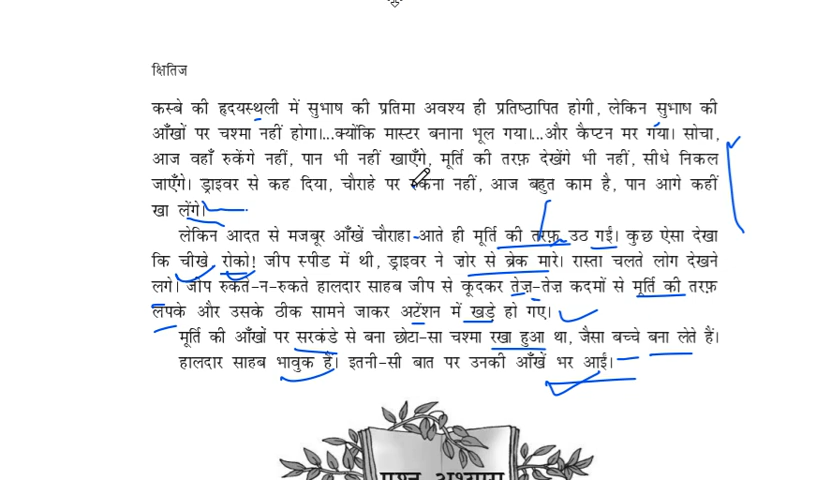 क्षितिज
कस्बे की हृदयस्थली में सुभाष की प्रतिमा अवश्य ही प्रतिष्ठापित होगी, लेकिन सुभाष की
आँखों पर चश्मा नहीं होगा।...क्योंकि मास्टर बनाना भूल गया।...और कैप्टन मर गया। सोचा,
आज वहाँ रुकेंगे नहीं, पान भी नहीं खाएँगे, मूर्ति की तरफ़ देखेंगे भी नहीं, सीधे निकल
जाएँगे। ड्राइवर से कह दिया, चौराहे पर रुकना नहीं, आज बहुत काम है, पान आगे कहीं
खा लेंगे।
लेकिन आदत से मजबूर आँखें चौराहा आते ही मूर्ति की तरफ़ उठ गईं। कुछ ऐसा देखा
कि चीखे, रोको! जीप स्पीड में थी, ड्राइवर ने ज़ोर से ब्रेक मारे। रास्ता चलते लोग देखने
लगे। जीप रुकते-न-रुकते हालदार साहब जीप से कूदकर तेज़-तेज़ कदमों से मूर्ति की तरफ़
लपके और उसके ठीक सामने जाकर अटेंशन में खड़े हो गए।
मूर्ति की आँखों पर सरकंडे से बना छोटा-सा चश्मा रखा हुआ था, जैसा बच्चे बना लेते हैं।
हालदार साहब भावुक हैं। इतनी-सी बात पर उनकी आँखें भर आईं।